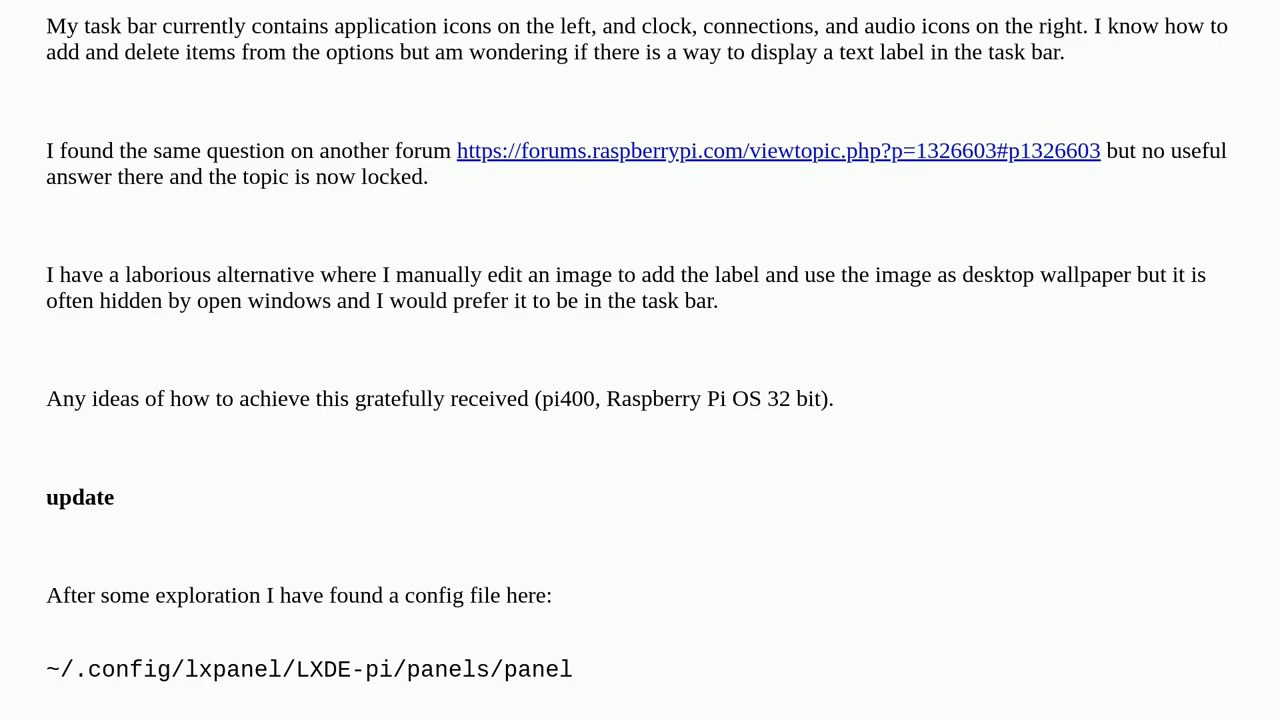 My task bar currently contains application icons on the left, and clock, connections, and audio icons on the right. I know how to
add and delete items from the options but am wondering if there is a way to display a text label in the task bar.
I found the same question on another forum https://forums.raspberrypi.com/viewtopic.php?p=1326603#p1326603 but no useful
answer there and the topic is now locked.
I have a laborious alternative where I manually edit an image to add the label and use the image as desktop wallpaper but it is
often hidden by open windows and I would prefer it to be in the task bar.
Any ideas of how to achieve this gratefully received (pi400, Raspberry Pi OS 32 bit).
update
After some exploration I have found a config file here:
~/.config/lxpanel/LXDE-pi/panels/panel